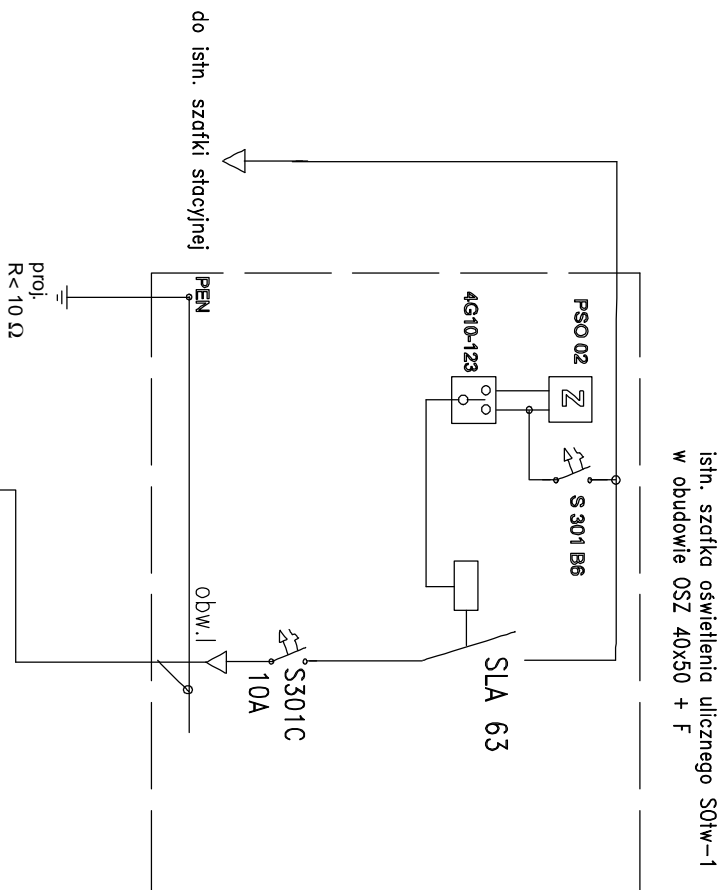 istn. szafka oświetlenia ulicznego SOtw-1
w obudowie OSZ 40x50 + F
do istn. szafki stacyjnej
PSO 02
Z
S 301 B6
4G10-123
SLA 63
S301C
10A
PEN
obw.I
proj.
R< 10 Ω